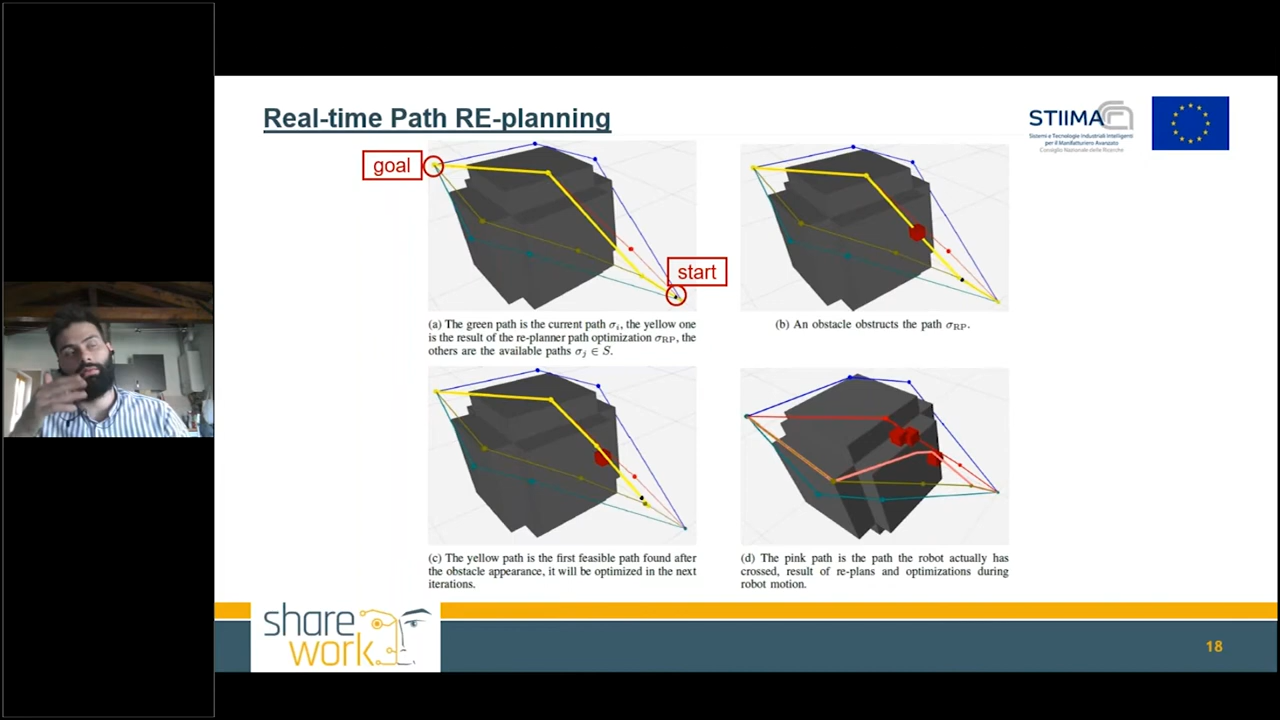 Real-time Path RE-planning
STIIMA
Sistemi e Tecnologie Industriali Intelligenti
per il Manifatturiero Avanzato
Consiglio Nazionale delle Ricerche
goal
start
(a) The green path is the current path σi, the yellow one
is the result of the re-planner path optimization σRP, the
others are the available paths σj ∈ S.
(b) An obstacle obstructs the path σRP.
(c) The yellow path is the first feasible path found after
the obstacle appearance, it will be optimized in the next
iterations.
(d) The pink path is the path the robot actually has
crossed, result of re-plans and optimizations during
robot motion.
share
work
18